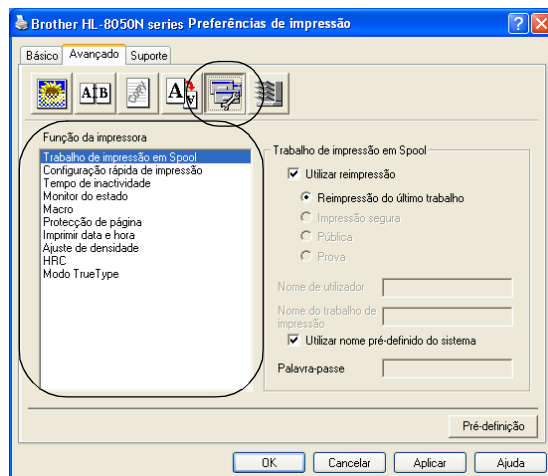 Brother HL-8050N series Preferências de impressão
Básico Avançado Suporte
A B
A A
Função da impressora
Trabalho de impressão em Spool
Configuração rápida de impressão
Tempo de inactividade
Monitor do estado
Macro
Protecção de página
Imprimir data e hora
Ajuste de densidade
HRC
Modo TrueType
Trabalho de impressão em Spool
Utilizar reimpressão
Reimpressão do último trabalho
Impressão segura
Pública
Prova
Nome de utilizador
Nome do trabalho de
impressão
Utilizar nome pré-definido do sistema
Palavra-passe
Pré-definição
OK Cancelar Aplicar Ajuda